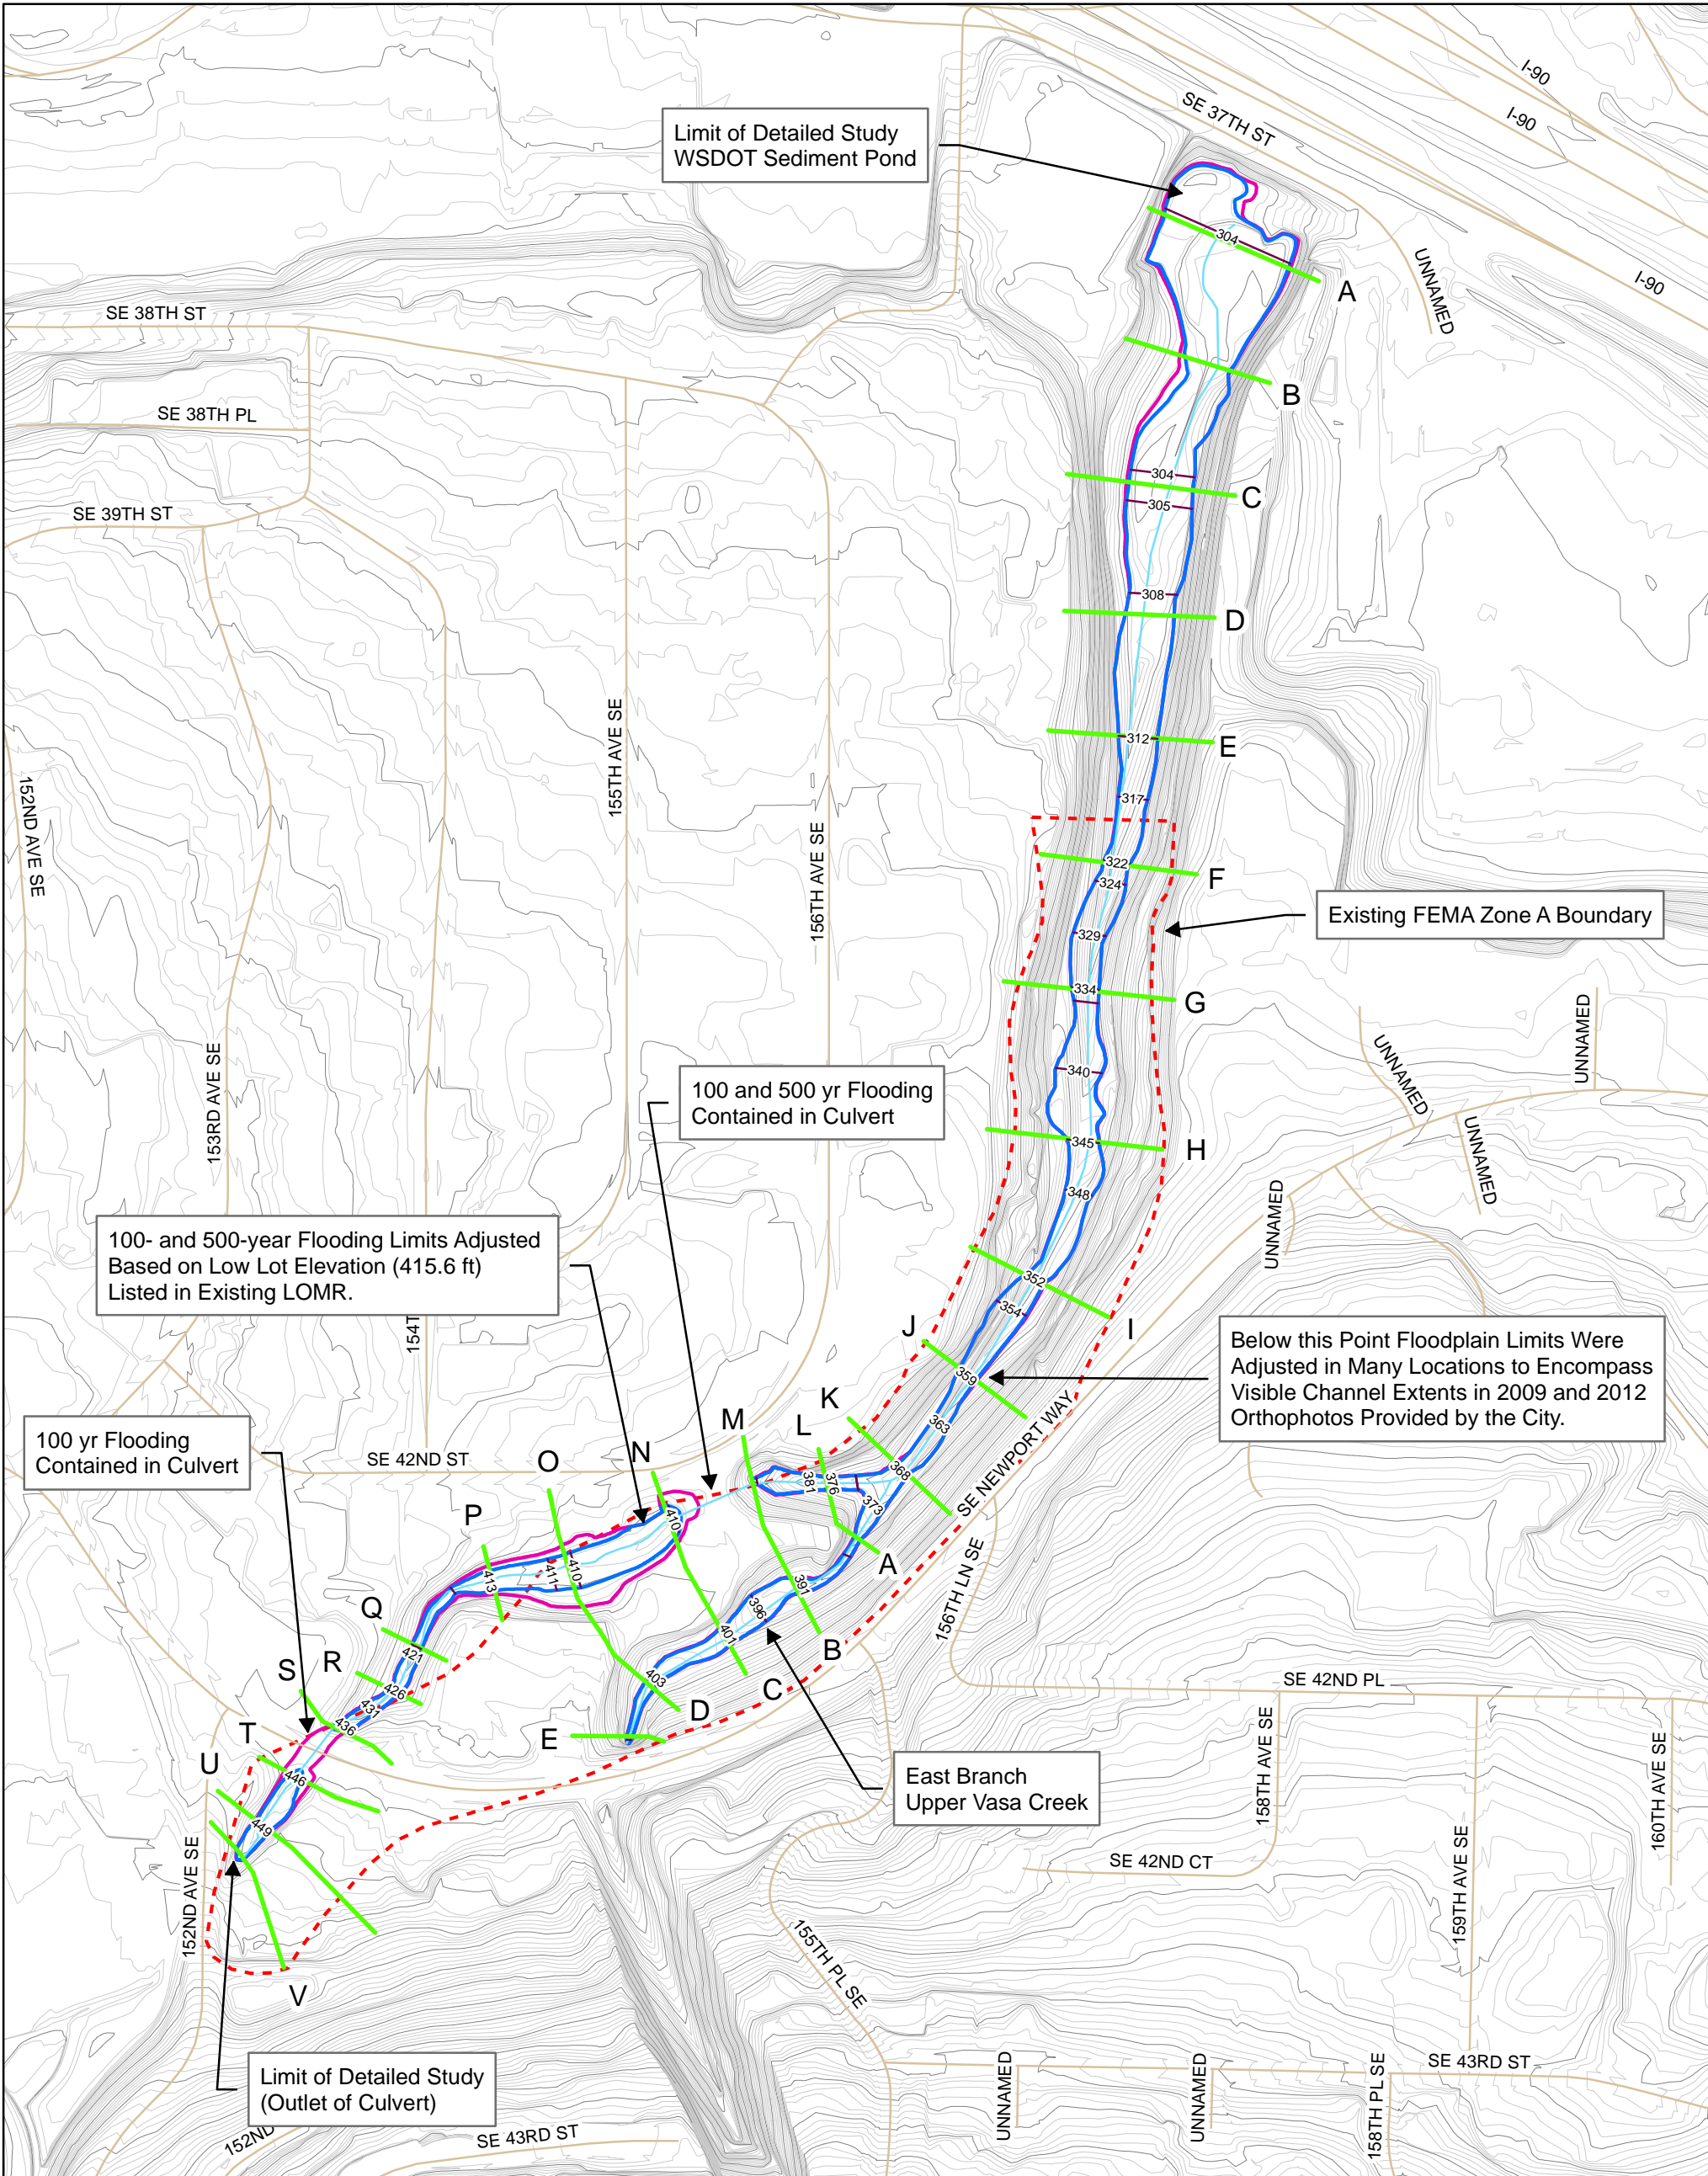 I-90
I-90
SE 37TH ST
Limit of Detailed Study
WSDOT Sediment Pond
304
A
UNNAMED
I-90
SE 38TH ST
B
SE 38TH PL
304
C
305
SE 39TH ST
308
D
312
E
155TH AVE SE
317
152ND AVE SE
156TH AVE SE
322
F
324
Existing FEMA Zone A Boundary
329
334
G
UNNAMED
UNNAMED
153RD AVE SE
100 and 500 yr Flooding
Contained in Culvert
340
345
H
UNNAMED
348
UNNAMED
100- and 500-year Flooding Limits Adjusted
Based on Low Lot Elevation (415.6 ft)
Listed in Existing LOMR.
352
354
I
154T
J
Below this Point Floodplain Limits Were
Adjusted in Many Locations to Encompass
Visible Channel Extents in 2009 and 2012
Orthophotos Provided by the City.
359
K
363
M
L
SE NEWPORT WAY
100 yr Flooding
Contained in Culvert
SE 42ND ST
O
N
368
381
376
373
P
410
A
156TH LN SE
413
411
410
391
Q
396
B
421
401
R
S
426
403
C
SE 42ND PL
431
436
D
E
T
U
446
158TH AVE SE
160TH AVE SE
East Branch
Upper Vasa Creek
449
SE 42ND CT
152ND AVE SE
159TH AVE SE
155TH PL SE
V
Limit of Detailed Study
(Outlet of Culvert)
UNNAMED
UNNAMED
158TH PL SE
SE 43RD ST
152ND
SE 43RD ST